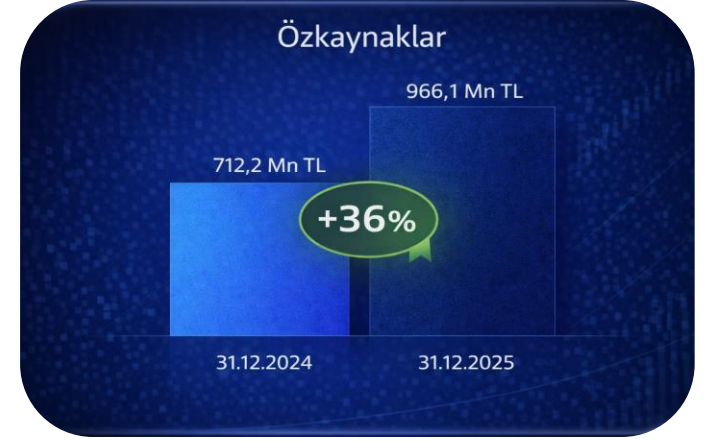 Özkaynaklar
966,1 Mn TL
712,2 Mn TL
+36%
31.12.2024
31.12.2025